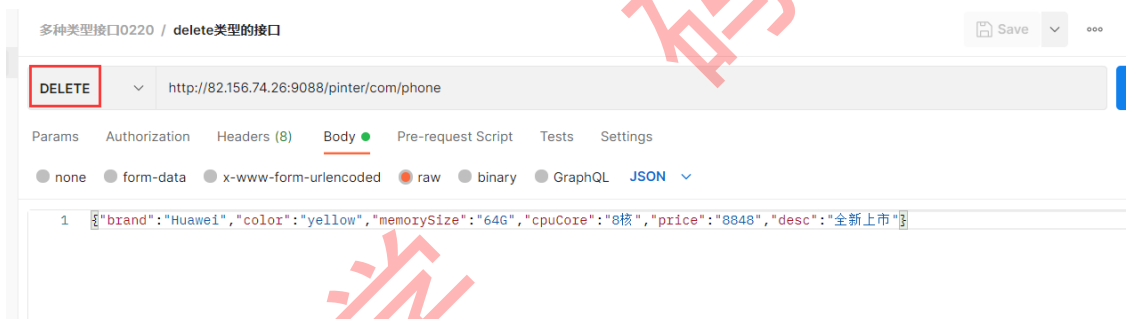 多种类型接口0220 / delete类型的接口
Save
DELETE
http://82.156.74.26:9088/pinter/com/phone
Params Authorization Headers (8) Body Pre-request Script Tests Settings
none form-data x-www-form-urlencoded raw binary GraphQL JSON
1 {"brand":"Huawei","color":"yellow","memorySize":"64G","cpuCore":"8核","price":"8848","desc":"全新上市"}
码
学